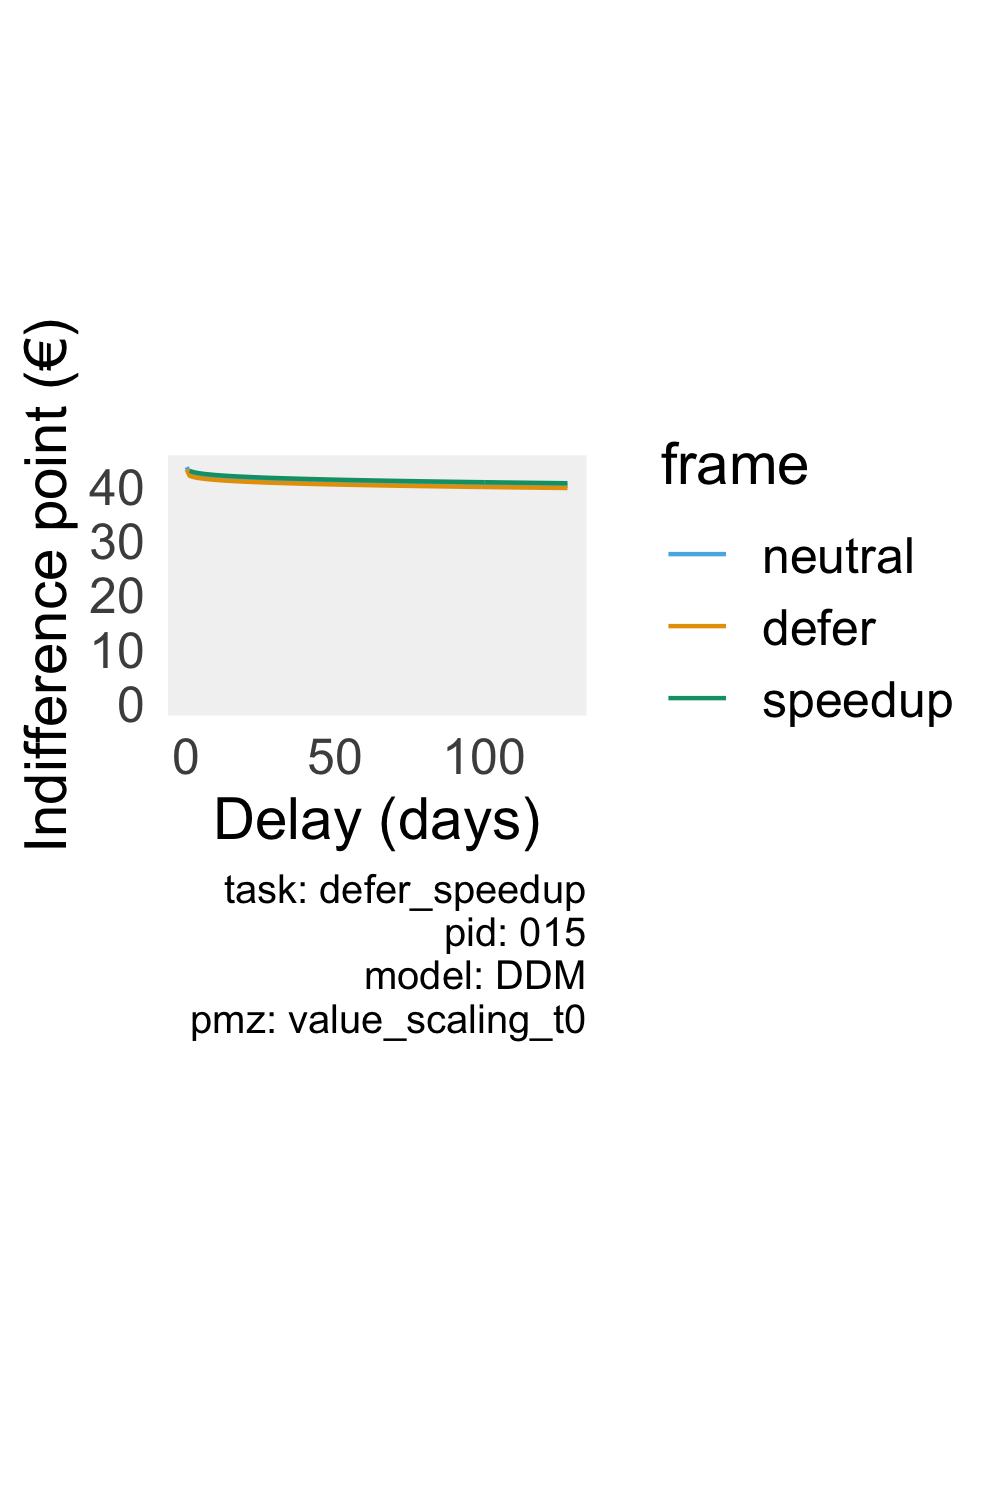 Indifference point (€)
40
30
20
10
0
0 50 100
Delay (days)
frame
neutral
defer
speedup
task: defer_speedup
pid: 015
model: DDM
pmz: value_scaling_t0